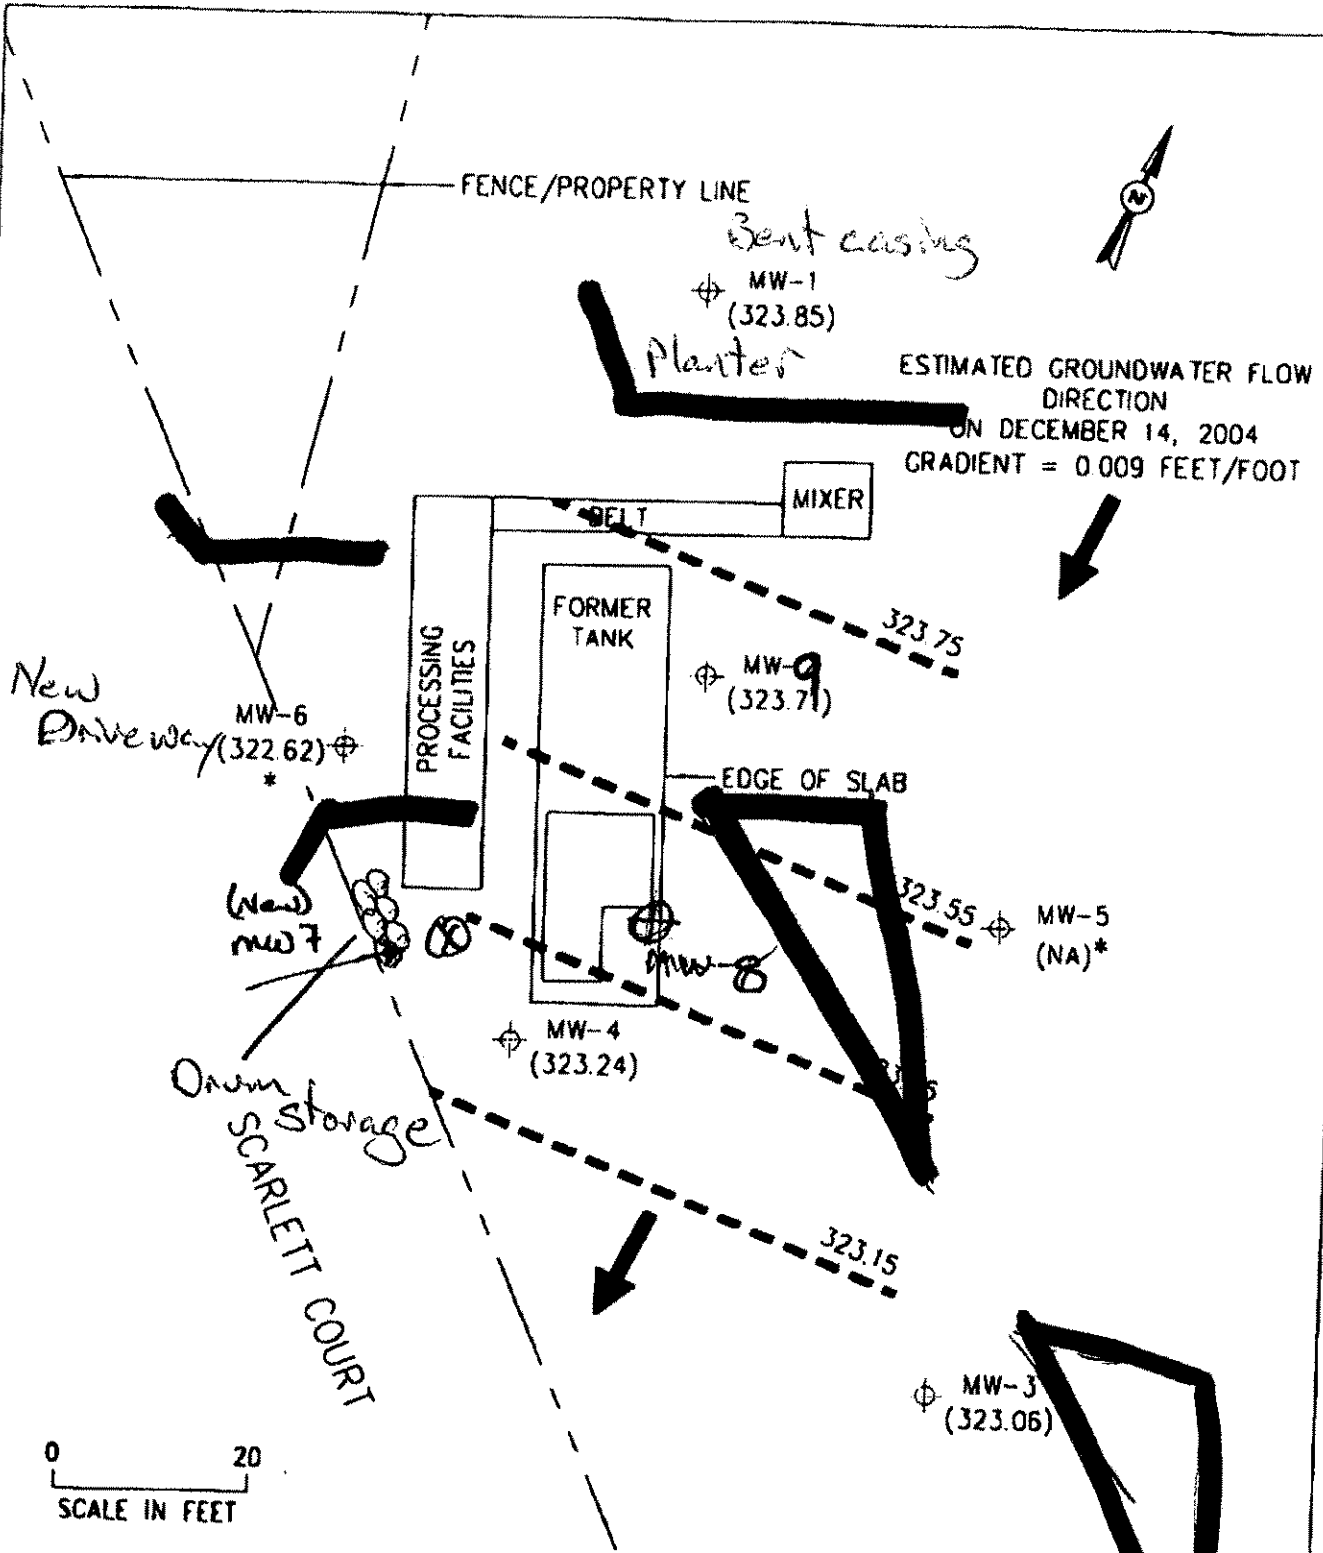 FENCE/PROPERTY LINE
N
Bent casing
MW-1
(323.85)
Planter
ESTIMATED GROUNDWATER FLOW
DIRECTION
ON DECEMBER 14, 2004
GRADIENT = 0.009 FEET/FOOT
MIXER
BELT
FORMER
TANK
PROCESSING
FACILITIES
323.75
MW-9
(323.71)
New
Driveway
MW-6
(322.62)
*
EDGE OF SLAB
323.55
MW-5
(NA)*
(New)
mw7
mw-8
MW-4
(323.24)
Drum
Storage
SCARLETT COURT
323.15
MW-3
(323.06)
0 20
SCALE IN FEET